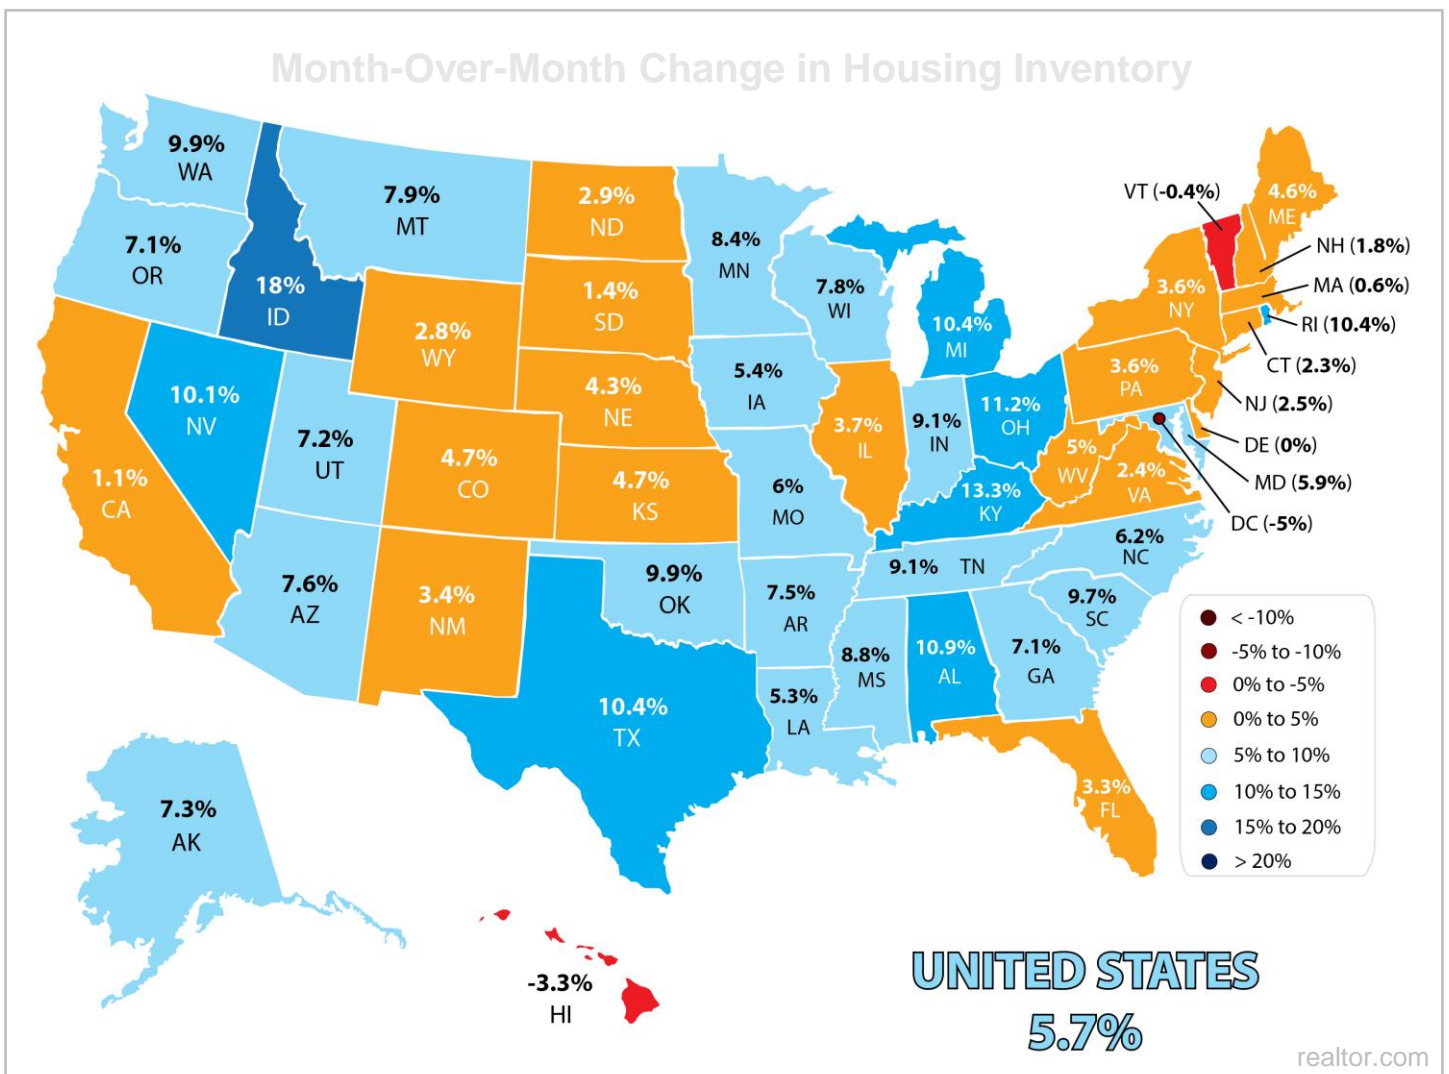 Month-Over-Month Change in Housing Inventory
9.9%
WA
7.1%
OR
18%
ID
7.9%
MT
2.9%
ND
8.4%
MN
7.8%
WI
10.4%
MI
VT (-0.4%)
4.6%
ME
NH (1.8%)
MA (0.6%)
RI (10.4%)
CT (2.3%)
NJ (2.5%)
DE (0%)
MD (5.9%)
DC (-5%)
3.6%
NY
3.6%
PA
1.4%
SD
2.8%
WY
4.3%
NE
5.4%
IA
3.7%
IL
9.1%
IN
11.2%
OH
5%
WV
2.4%
VA
1.1%
CA
10.1%
NV
7.2%
UT
4.7%
CO
4.7%
KS
6%
MO
13.3%
KY
7.6%
AZ
3.4%
NM
9.9%
OK
7.5%
AR
9.1% TN
6.2%
NC
9.7%
SC
10.4%
TX
5.3%
LA
8.8%
MS
10.9%
AL
7.1%
GA
3.3%
FL
7.3%
AK
-3.3%
HI
< -10%
-5% to -10%
0% to -5%
0% to 5%
5% to 10%
10% to 15%
15% to 20%
> 20%
UNITED STATES
5.7%
realtor.com